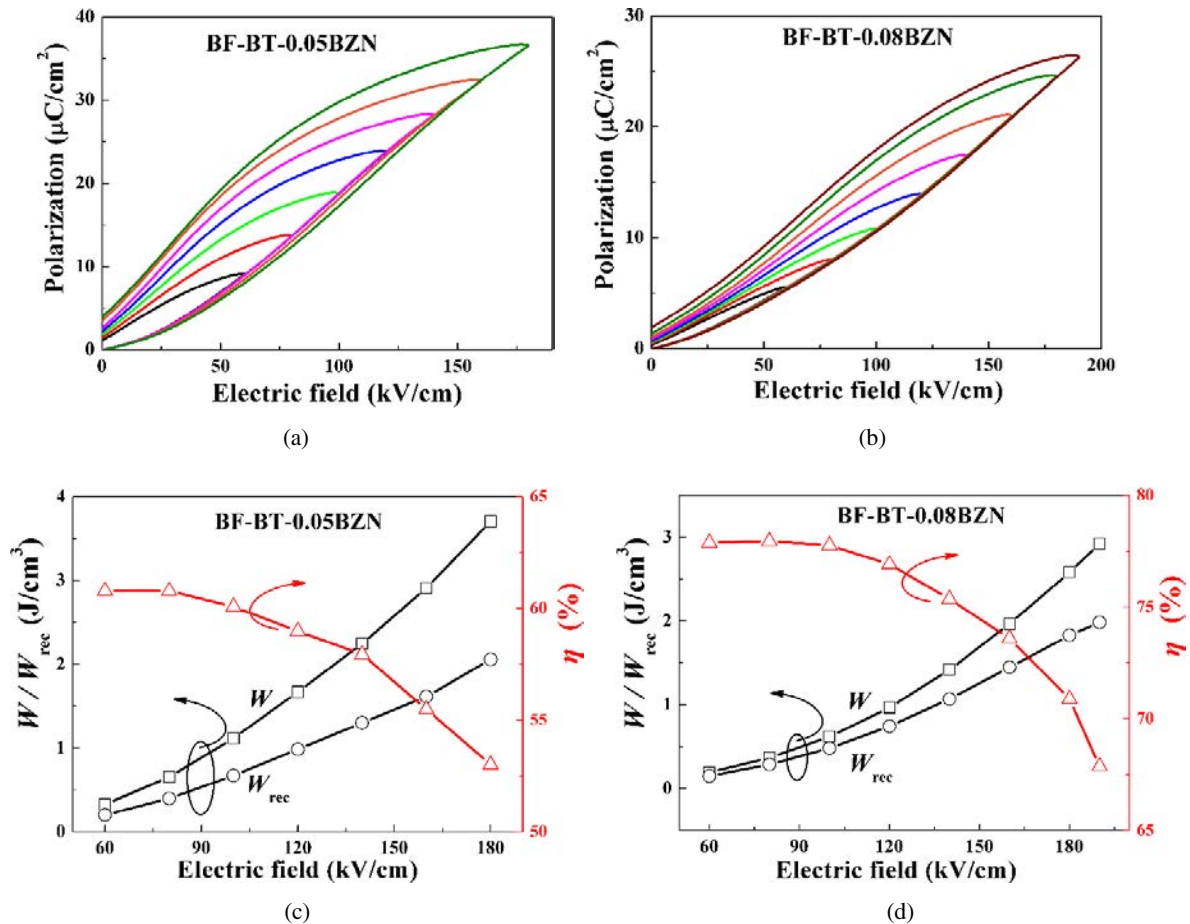 BF-BT-0.05BZN
Polarization (μC/cm²)
40
30
20
10
0
0 50 100 150
Electric field (kV/cm)
(a)
BF-BT-0.08BZN
Polarization (μC/cm²)
30
20
10
0
0 50 100 150 200
Electric field (kV/cm)
(b)
BF-BT-0.05BZN
W / Wrec (J/cm³)
4
3
2
1
0
W
Wrec
65
60
55
50
η (%)
60 90 120 150 180
Electric field (kV/cm)
(c)
BF-BT-0.08BZN
W / Wrec (J/cm³)
3
2
1
0
W
Wrec
80
75
70
65
η (%)
60 90 120 150 180
Electric field (kV/cm)
(d)